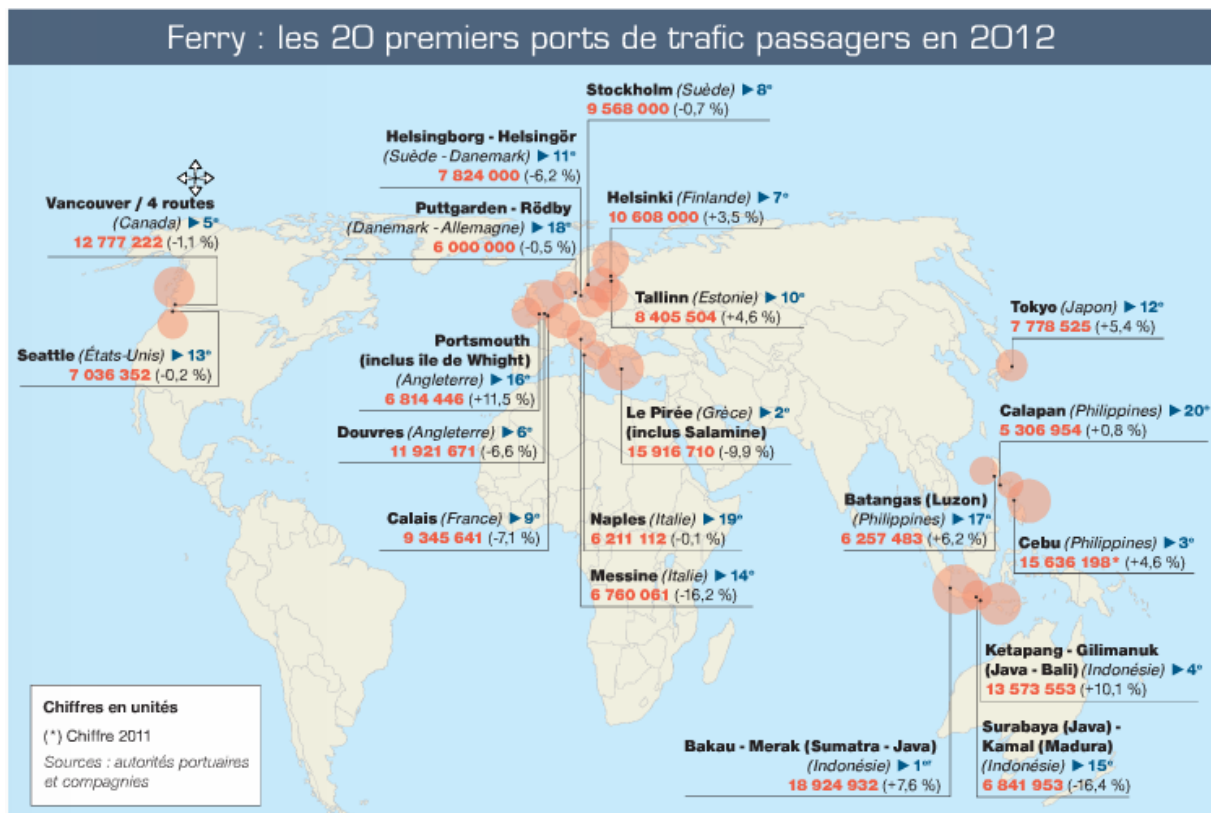 Ferry : les 20 premiers ports de trafic passagers en 2012
Stockholm (Suède) ►8e
9 568 000 (-0,7 %)
Helsingborg - Helsingör
(Suède - Danemark) ►11e
7 824 000 (-6,2 %)
Helsinki (Finlande) ►7e
10 608 000 (+3,5 %)
Vancouver / 4 routes
(Canada) ►5e
12 777 222 (-1,1 %)
Puttgarden - Rödby
(Danemark - Allemagne) ►18e
6 000 000 (-0,5 %)
Tallinn (Estonie) ►10e
8 405 504 (+4,6 %)
Tokyo (Japon) ►12e
7 778 525 (+5,4 %)
Seattle (États-Unis) ►13e
7 036 352 (-0,2 %)
Portsmouth
(inclus île de Whight)
(Angleterre) ►16e
6 814 446 (+11,5 %)
Le Pirée (Grèce) ►2e
(inclus Salamine)
15 916 710 (-9,9 %)
Calapan (Philippines) ►20e
5 306 954 (+0,8 %)
Douvres (Angleterre) ►6e
11 921 671 (-6,6 %)
Batangas (Luzon)
(Philippines) ►17e
6 257 483 (+6,2 %)
Calais (France) ►9e
9 345 641 (-7,1 %)
Naples (Italie) ►19e
6 211 112 (-0,1 %)
Cebu (Philippines) ►3e
15 636 198* (+4,6 %)
Messine (Italie) ►14e
6 760 061 (-16,2 %)
Ketapang - Gilimanuk
(Java - Bali) (Indonésie) ►4e
13 573 553 (+10,1 %)
Surabaya (Java) -
Kamal (Madura)
(Indonésie) ►15e
6 841 953 (-16,4 %)
Bakau - Merak (Sumatra - Java)
(Indonésie) ►1er
18 924 932 (+7,6 %)
Chiffres en unités
(*) Chiffre 2011
Sources : autorités portuaires
et compagnies